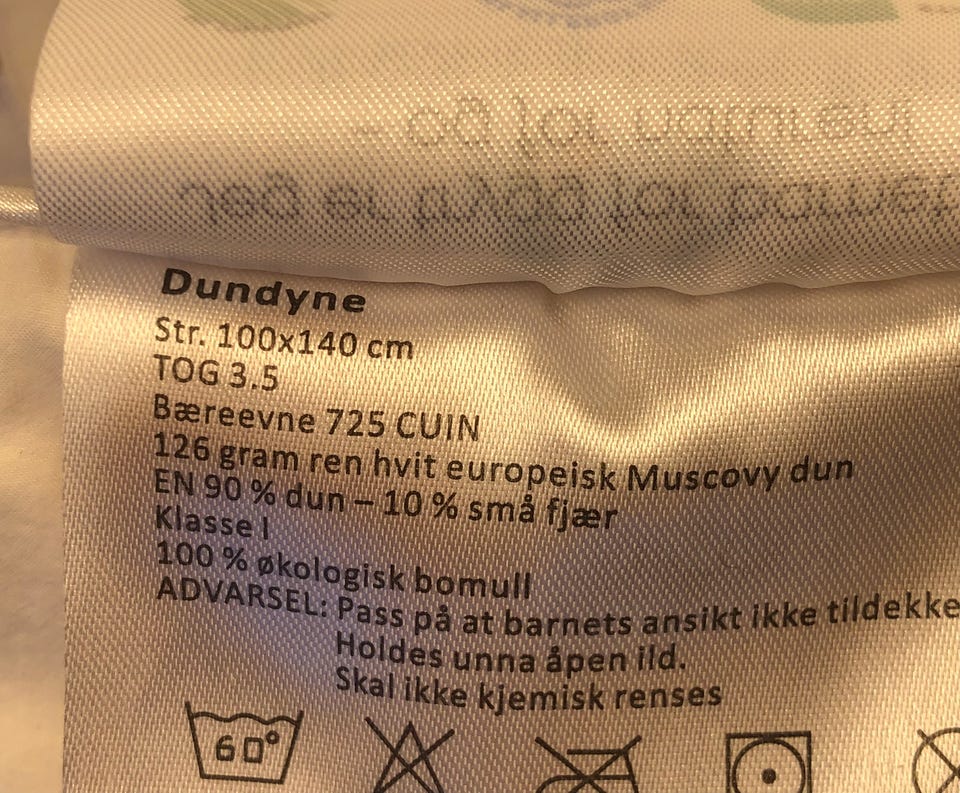 Dundyne
Str. 100x140 cm
TOG 3.5
Bæreevne 725 CUIN
126 gram ren hvit europeisk Muscovy dun
EN 90 % dun – 10 % små fjær
Klasse I
100 % økologisk bomull
ADVARSEL: Pass på at barnets ansikt ikke tildekke
Holdes unna åpen ild.
Skal ikke kjemisk renses
60°